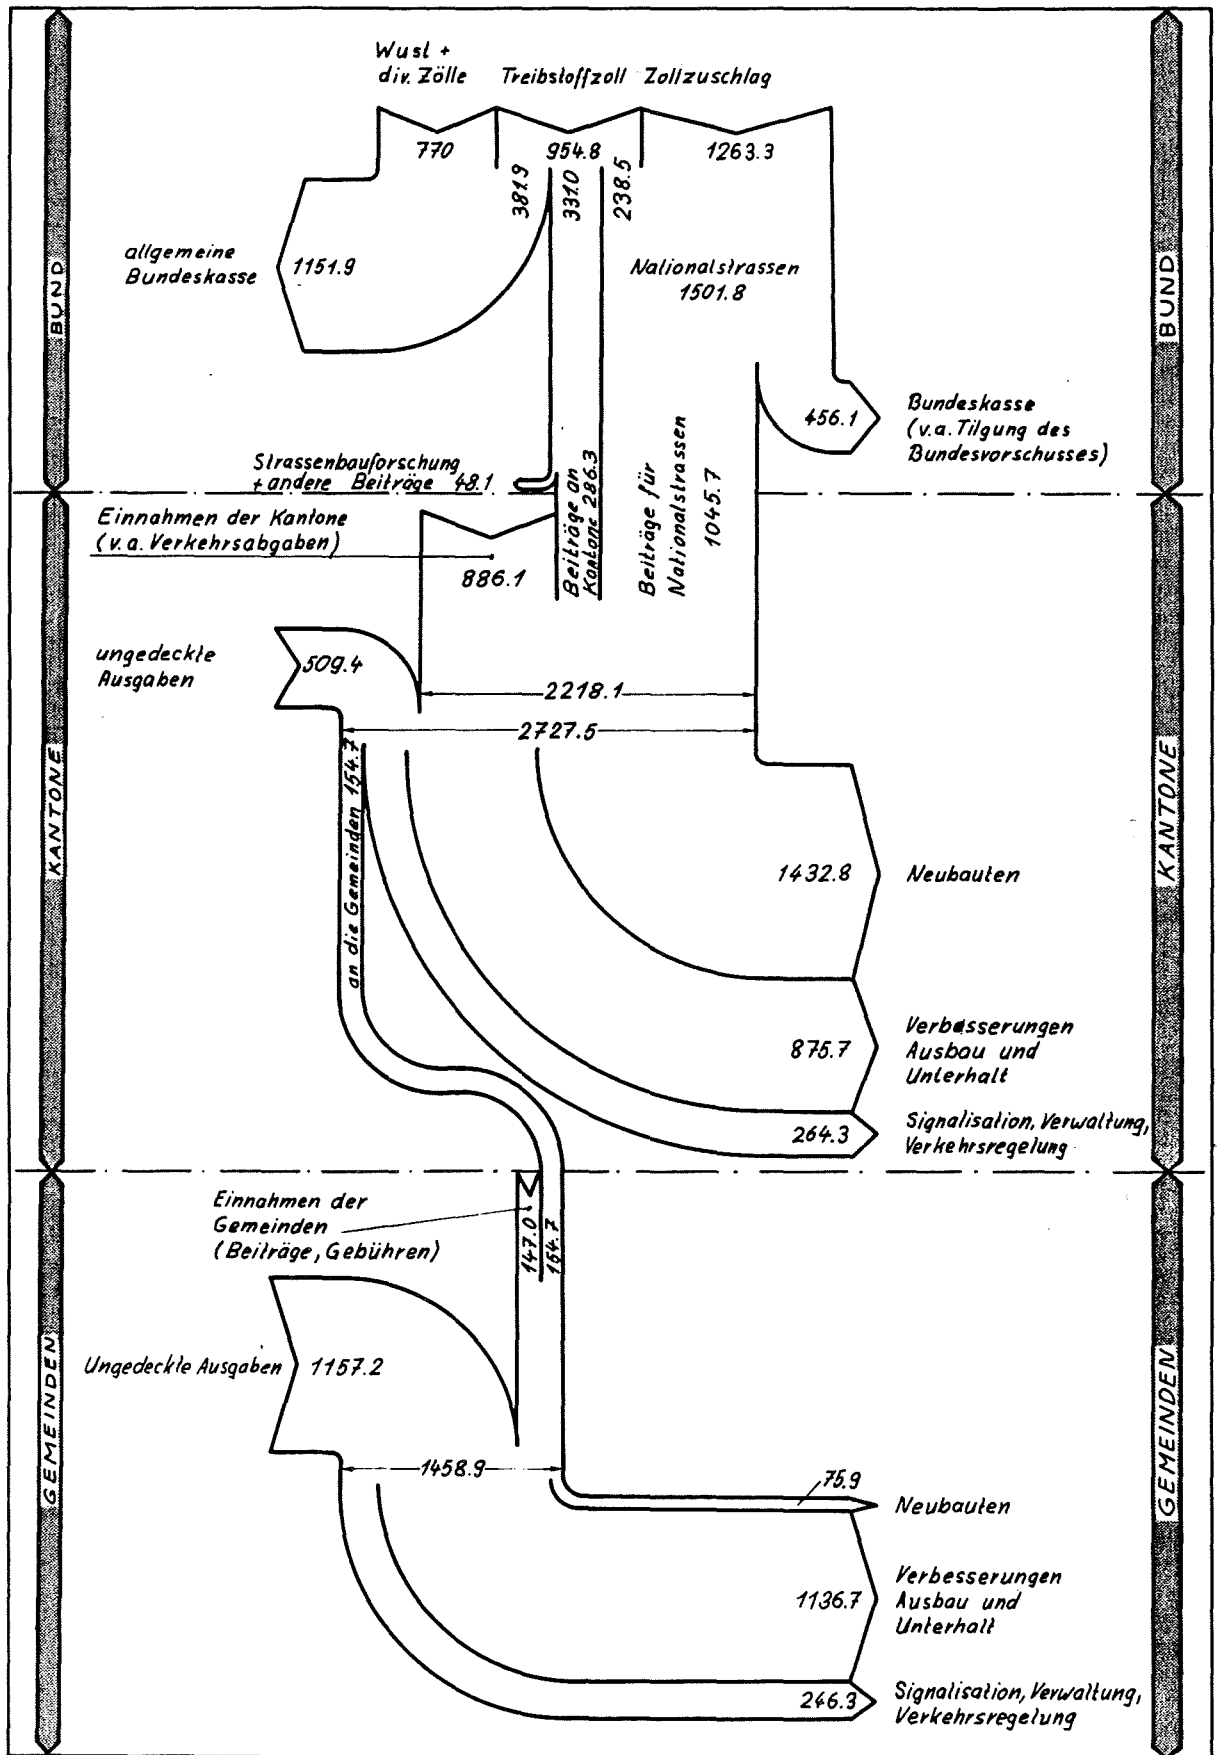 Wust +
div. Zölle Treibstoffzoll Zollzuschlag
770
954.8
1263.3
381.9
331.0
238.5
allgemeine
Bundeskasse
1151.9
Nationalstrassen
1501.8
BUND
BUND
456.1
Bundeskasse
(v.a. Tilgung des
Bundesvorschusses)
Strassenbauforschung
+ andere Beiträge 48.1
Einnahmen der Kantone
(v.a. Verkehrsabgaben)
886.1
Beiträge an
Kantone 286.3
Beiträge für
Nationalstrassen
1045.7
ungedeckte
Ausgaben
509.4
2218.1
2727.5
an die Gemeinden 154.7
KANTONE
KANTONE
1432.8
Neubauten
875.7
Verbesserungen
Ausbau und
Unterhalt
264.3
Signalisation, Verwaltung,
Verkehrsregelung
Einnahmen der
Gemeinden
(Beiträge, Gebühren)
147.0
154.7
Ungedeckte Ausgaben
1157.2
GEMEINDEN
GEMEINDEN
1458.9
75.9
Neubauten
1136.7
Verbesserungen
Ausbau und
Unterhalt
246.3
Signalisation, Verwaltung,
Verkehrsregelung